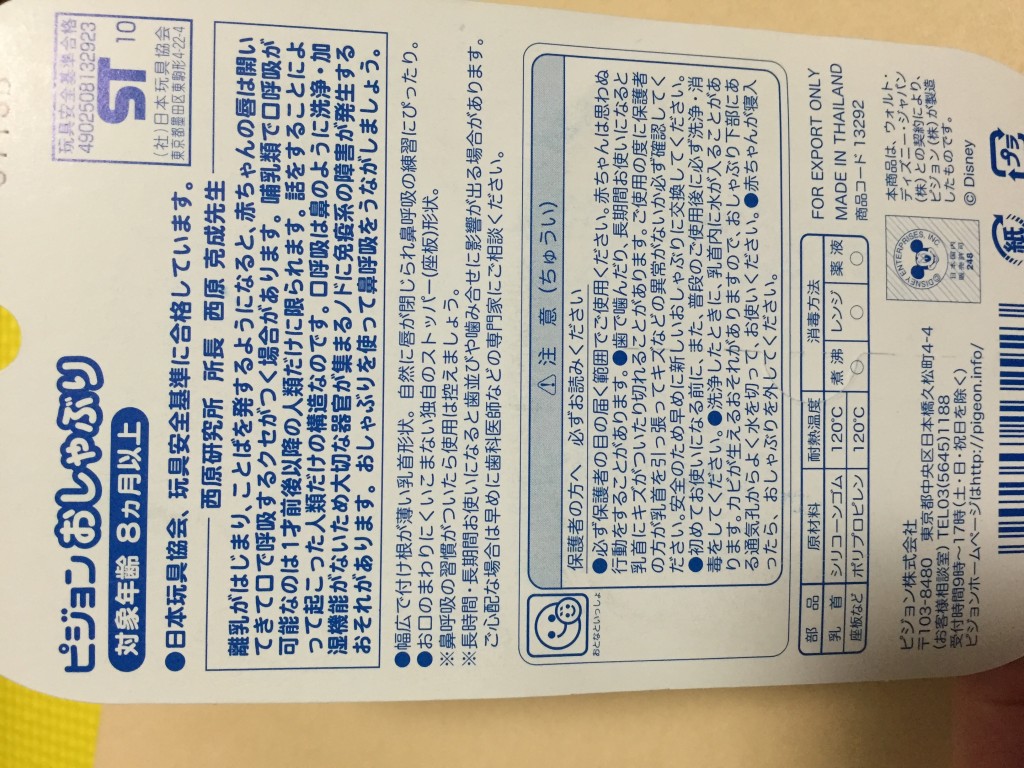 ピジョンおしゃぶり
対象年齢 8ヵ月以上
玩具安全基準合格
4902508132923
ST
10
(社)日本玩具協会
東京都墨田区東駒形4-22-4
●日本玩具協会、玩具安全基準に合格しています。
西原研究所 所長 西原 克成先生
離乳がはじまり、ことばを発するようになると、赤ちゃんの唇は開い
てきて口で呼吸するクセがつく場合があります。哺乳類で口呼吸が
可能なのは1才前後以降の人類だけに限られます。話をすることによ
って起こった人類だけの構造なのです。口呼吸は鼻のように洗浄・加
湿機能がないため大切な器官が集まるノドに免疫系の障害が発生する
おそれがあります。おしゃぶりを使って鼻呼吸をうながしましょう。
●幅広で付け根が薄い乳首形状。自然に唇が閉じられ鼻呼吸の練習にぴったり。
●お口のまわりにくいこまない独自のストッパー(座板)形状。
※鼻呼吸の習慣がついたら使用は控えましょう。
※長時間・長期間お使いになると歯並びや噛み合せに影響が出る場合があります。
ご心配な場合は早めに歯科医師などの専門家にご相談ください。
おとなといっしょ
⚠注 意(ちゅうい)
保護者の方へ 必ずお読みください
●必ず保護者の目の届く範囲でご使用ください。赤ちゃんは思わぬ
行動をすることがあります。●歯で噛んだり、長期間お使いになると
乳首にキズがついたり切れることがあります。ご使用の度に保護者
の方が乳首を引っ張ってキズなどの異常がないか必ず確認してく
ださい。安全のため早めに新しいおしゃぶりに交換してください。
●初めてお使いになる前に、また、普段のご使用後に必ず洗浄・消
毒をしてください。●洗浄したときに、乳首内に水が入ることがあ
ります。カビが生えるおそれがありますので、おしゃぶり下部にあ
る通気孔からよく水を切って、お使いください。●赤ちゃんが寝入
ったら、おしゃぶりを外してください。
部 品 原材料 耐熱温度 消毒方法
煮 沸 レンジ 薬 液
乳 首 シリコーンゴム 120℃ ○ ○ ○
座板など ポリプロピレン 120℃
FOR EXPORT ONLY
MADE IN THAILAND
商品コード 13292
本商品は、ウォルト・
ディズニー・ジャパン
(株)との契約により、
ピジョン(株)が製造
したものです。
© Disney
©DISNEY ENTERPRISES, INC.
日本国内
販売許可
246
プラ
紙
ピジョン株式会社
〒103-8480 東京都中央区日本橋久松町4-4
(お客様相談室) TEL03(5645)1188
受付時間9時~17時(土・日・祝日を除く)
ピジョンホームページはhttp://pigeon.info/